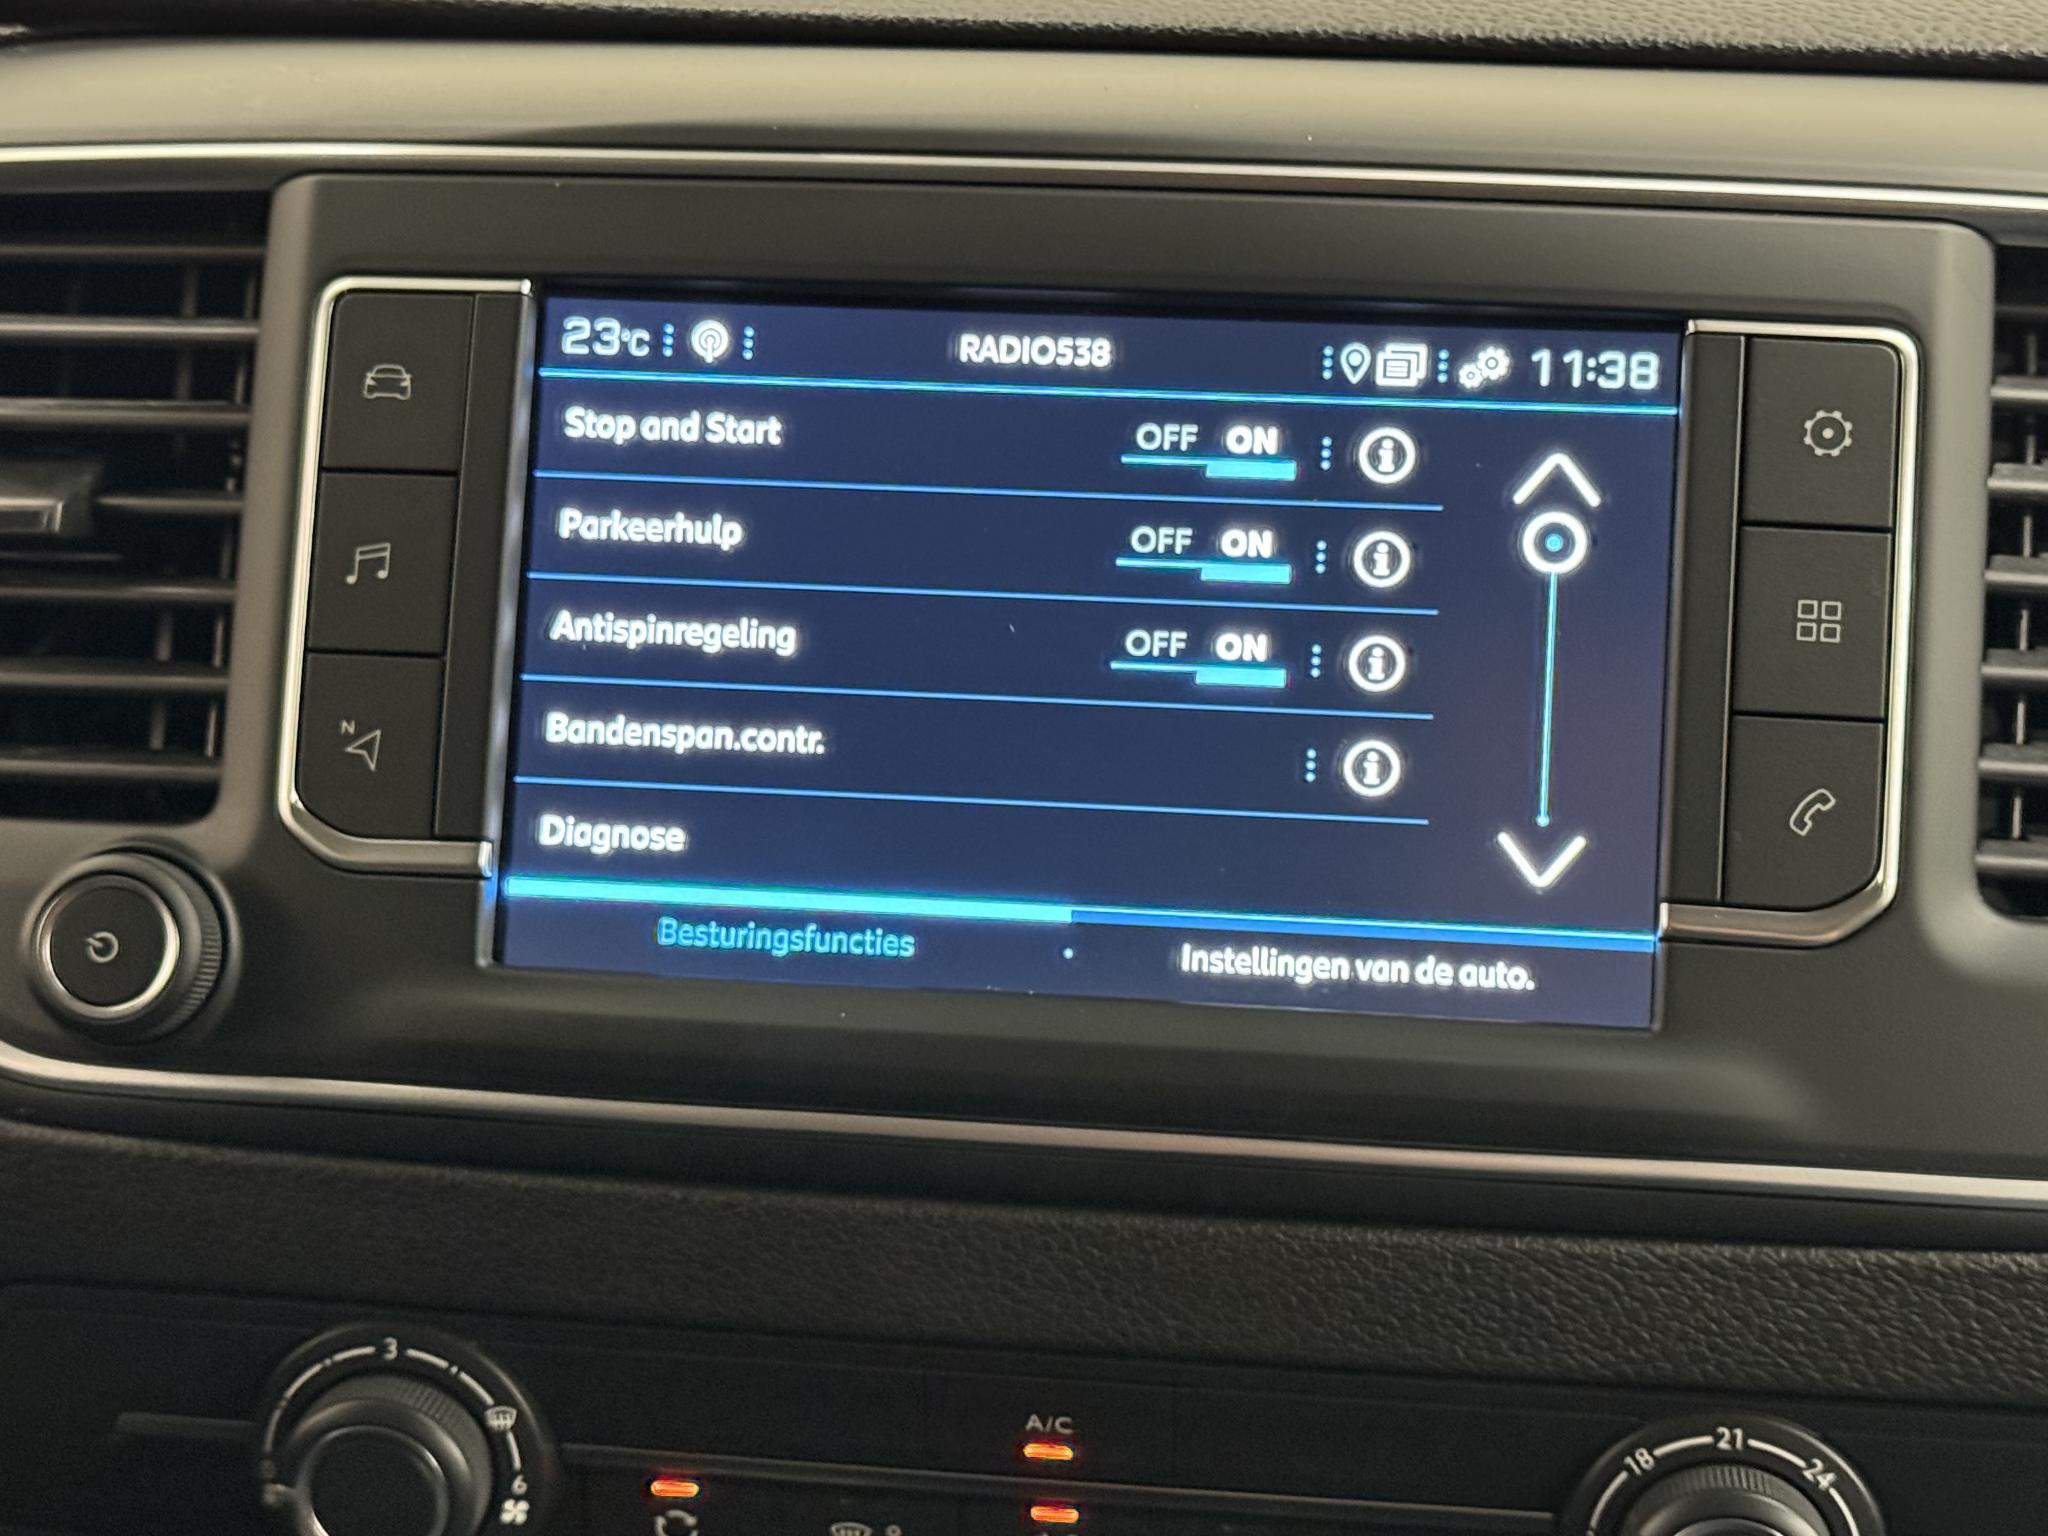 23°C RADIO538 11:38
Stop and Start OFF ON
Parkeerhulp OFF ON
Antispinregeling OFF ON
Bandenspan.contr.
Diagnose
Besturingsfuncties Instellingen van de auto.
N
3
6
A/C
18 21 24